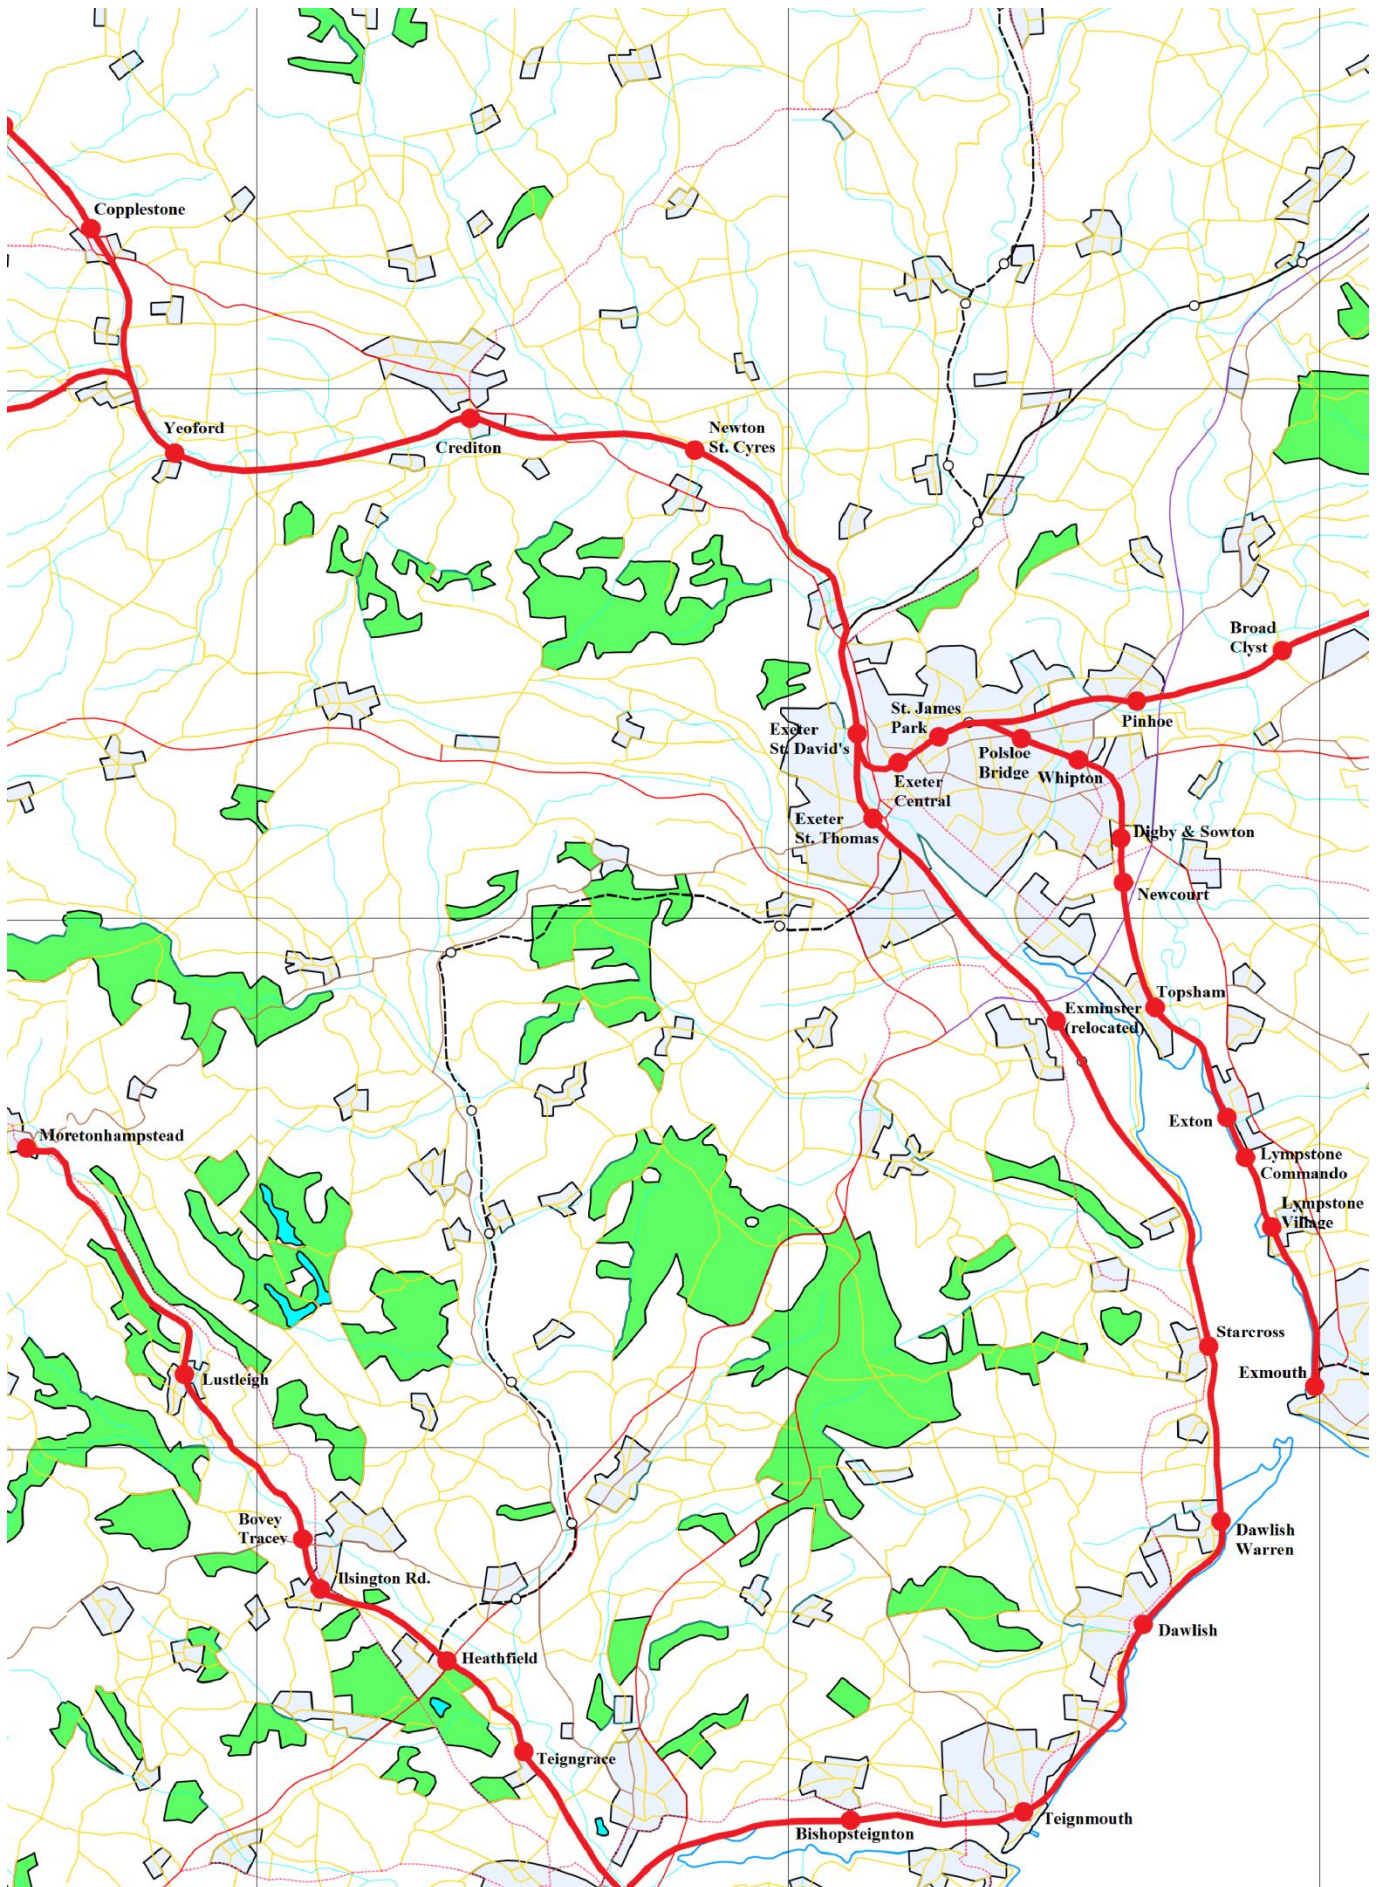 Copplestone
Yeoford
Crediton
Newton
St. Cyres
Broad
Clyst
St. James
Park
Pinhoe
Exeter
St. David's
Polsloe
Bridge
Whipton
Exeter
Central
Exeter
St. Thomas
Digby & Sowton
Newcourt
Topsham
Exminster
(relocated)
Exton
Moretonhampstead
Lympstone
Commando
Lympstone
Village
Starcross
Lustleigh
Exmouth
Bovey
Tracey
Dawlish
Warren
Ilsington Rd.
Dawlish
Heathfield
Teigngrace
Teignmouth
Bishopsteignton